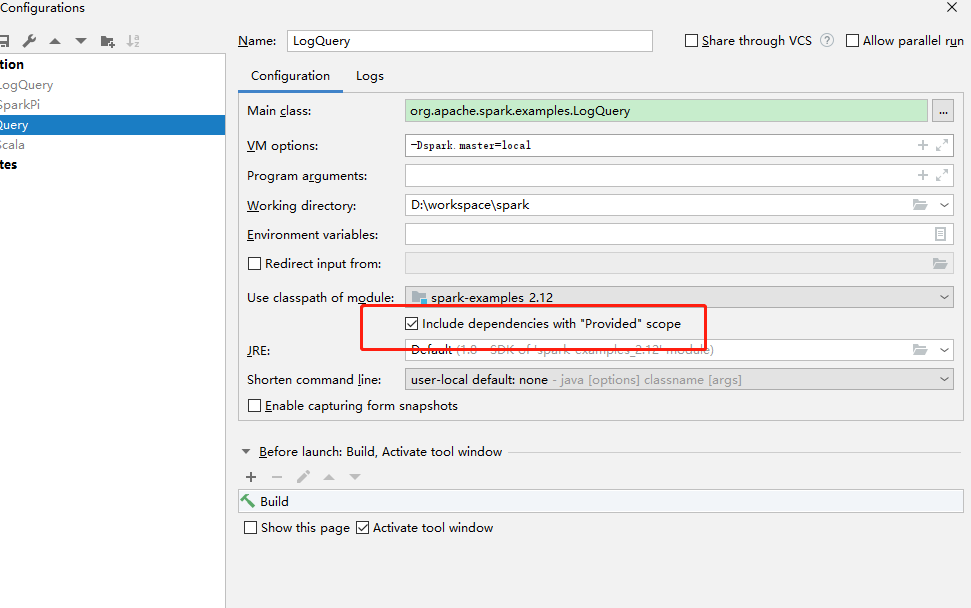 Configurations
Name: LogQuery Share through VCS ? Allow parallel run
tion
LogQuery
SparkPi
Query
Scala
tes
Configuration Logs
Main class: org.apache.spark.examples.LogQuery ...
VM options: -Dspark.master=local
Program arguments:
Working directory: D:\workspace\spark
Environment variables:
Redirect input from:
Use classpath of module: spark-examples_2.12
Include dependencies with "Provided" scope
JRE: Default (1.8 - SDK of 'spark-examples_2.12' module)
Shorten command line: user-local default: none - java [options] classname [args]
Enable capturing form snapshots
Before launch: Build, Activate tool window
Build
Show this page Activate tool window